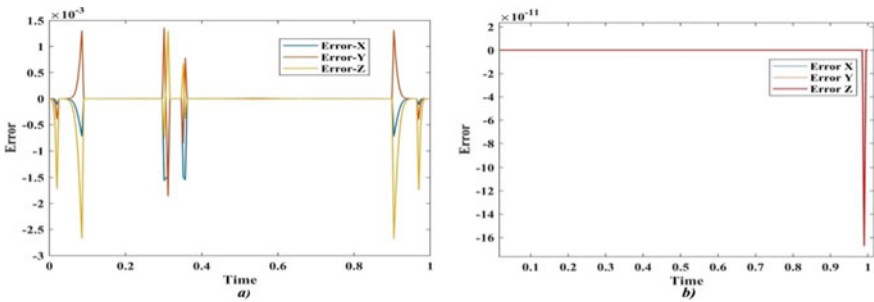 ×10⁻³
1.5
1
0.5
0
-0.5
-1
-1.5
-2
-2.5
-3
Error
Error-X
Error-Y
Error-Z
0 0.2 0.4 0.6 0.8 1
Time
a)
×10⁻¹¹
0
-2
-4
-6
-8
-10
-12
-14
-16
Error
Error X
Error Y
Error Z
0.1 0.2 0.3 0.4 0.5 0.6 0.7 0.8 0.9 1
Time
b)